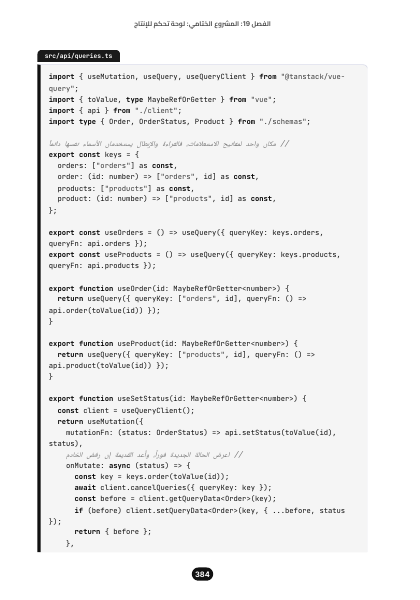 الفصل 19: المشروع الختامي: لوحة تحكم للإنتاج
src/api/queries.ts
import { useMutation, useQuery, useQueryClient } from "@tanstack/vue-
query";
import { toValue, type MaybeRefOrGetter } from "vue";
import { api } from "./client";
import type { Order, OrderStatus, Product } from "./schemas";
// مكان واحد لمفاتيح الاستعلامات، فالقراءة والإبطال يستخدمان الأسماء نفسها دائماً
export const keys = {
orders: ["orders"] as const,
order: (id: number) => ["orders", id] as const,
products: ["products"] as const,
product: (id: number) => ["products", id] as const,
};
export const useOrders = () => useQuery({ queryKey: keys.orders,
queryFn: api.orders });
export const useProducts = () => useQuery({ queryKey: keys.products,
queryFn: api.products });
export function useOrder(id: MaybeRefOrGetter<number>) {
return useQuery({ queryKey: ["orders", id], queryFn: () =>
api.order(toValue(id)) });
}
export function useProduct(id: MaybeRefOrGetter<number>) {
return useQuery({ queryKey: ["products", id], queryFn: () =>
api.product(toValue(id)) });
}
export function useSetStatus(id: MaybeRefOrGetter<number>) {
const client = useQueryClient();
return useMutation({
mutationFn: (status: OrderStatus) => api.setStatus(toValue(id),
status),
// اعرض الحالة الجديدة فوراً، وأعد القديمة إن رفض الخادم
onMutate: async (status) => {
const key = keys.order(toValue(id));
await client.cancelQueries({ queryKey: key });
const before = client.getQueryData<Order>(key);
if (before) client.setQueryData<Order>(key, { ...before, status
});
return { before };
},
384